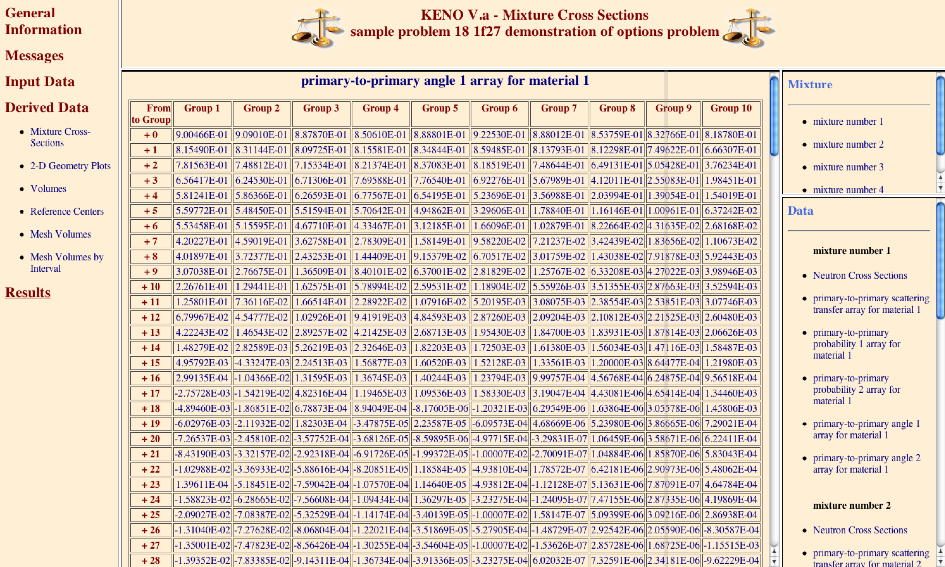 General
Information
Messages
Input Data
Derived Data
Mixture Cross-
Sections
2-D Geometry Plots
Volumes
Reference Centers
Mesh Volumes
Mesh Volumes by
Interval
Results
KENO V.a - Mixture Cross Sections
sample problem 18 1f27 demonstration of options problem
primary-to-primary angle 1 array for material 1
From Group 1 Group 2 Group 3 Group 4 Group 5 Group 6 Group 7 Group 8 Group 9 Group 10
to Group
+ 0 9.00466E-01 9.09010E-01 8.87870E-01 8.50610E-01 8.88801E-01 9.22530E-01 8.88012E-01 8.53759E-01 8.32766E-01 8.18780E-01
+ 1 8.15490E-01 8.31144E-01 8.09725E-01 8.15581E-01 8.34844E-01 8.59485E-01 8.13793E-01 8.12298E-01 7.49622E-01 6.66307E-01
+ 2 7.81563E-01 7.48812E-01 7.15334E-01 8.21374E-01 8.37083E-01 8.18519E-01 7.48644E-01 6.49131E-01 5.05428E-01 3.76234E-01
+ 3 6.56417E-01 6.24530E-01 6.71306E-01 7.69588E-01 7.76540E-01 6.92276E-01 5.67989E-01 4.12011E-01 2.55083E-01 1.98451E-01
+ 4 5.81241E-01 5.86366E-01 6.26593E-01 6.77567E-01 6.54195E-01 5.23696E-01 3.56988E-01 2.03994E-01 1.39054E-01 1.54019E-01
+ 5 5.59772E-01 5.48450E-01 5.51594E-01 5.70642E-01 4.94862E-01 3.29606E-01 1.78840E-01 1.16146E-01 1.00961E-01 6.37242E-02
+ 6 5.53458E-01 5.15595E-01 4.67710E-01 4.33467E-01 3.12185E-01 1.66096E-01 1.02879E-01 8.22664E-02 4.31635E-02 2.68168E-02
+ 7 4.20227E-01 4.59019E-01 3.62758E-01 2.78309E-01 1.58149E-01 9.58220E-02 7.21237E-02 3.42439E-02 1.83656E-02 1.10673E-02
+ 8 4.01897E-01 3.72377E-01 2.43253E-01 1.44409E-01 9.15379E-02 6.70517E-02 3.01759E-02 1.43038E-02 7.91878E-03 5.92443E-03
+ 9 3.07038E-01 2.76675E-01 1.36509E-01 8.40101E-02 6.37001E-02 2.81829E-02 1.25767E-02 6.33208E-03 4.27022E-03 3.98946E-03
+ 10 2.26761E-01 1.29441E-01 1.62575E-01 5.78994E-02 2.59531E-02 1.18904E-02 5.55926E-03 3.51355E-03 2.87663E-03 3.52594E-03
+ 11 1.25801E-01 7.36116E-02 1.66514E-01 2.28922E-02 1.07916E-02 5.20195E-03 3.08075E-03 2.38554E-03 2.53851E-03 3.07746E-03
+ 12 6.79967E-02 4.54777E-02 1.02926E-01 9.41919E-03 4.84593E-03 2.87260E-03 2.09204E-03 2.10812E-03 2.21525E-03 2.60480E-03
+ 13 4.22243E-02 1.46543E-02 2.89257E-02 4.21425E-03 2.68713E-03 1.95430E-03 1.84700E-03 1.83931E-03 1.87814E-03 2.06626E-03
+ 14 1.48279E-02 2.82589E-03 5.26219E-03 2.32646E-03 1.82203E-03 1.72503E-03 1.61380E-03 1.56034E-03 1.47116E-03 1.58487E-03
+ 15 4.95792E-03 -4.33247E-03 2.24513E-03 1.56877E-03 1.60520E-03 1.52128E-03 1.33561E-03 1.20000E-03 8.64477E-04 1.21980E-03
+ 16 2.99135E-04 -1.04366E-02 1.31595E-03 1.36745E-03 1.40244E-03 1.23794E-03 9.99757E-04 4.56768E-04 6.24875E-04 9.56518E-04
+ 17 -2.75728E-03 -1.54219E-02 4.82316E-04 1.19465E-03 1.09536E-03 1.58330E-03 3.19047E-04 4.43081E-06 4.65414E-04 1.34460E-03
+ 18 -4.89460E-03 -1.86851E-02 6.78873E-04 8.94049E-04 -8.17605E-06 -1.20321E-03 6.29549E-06 1.63864E-06 3.05578E-06 1.45806E-03
+ 19 -6.02976E-03 -2.11932E-02 1.82303E-04 -3.47875E-05 2.23587E-05 -6.09573E-04 4.68669E-06 5.23980E-06 3.86665E-06 7.29021E-04
+ 20 -7.26537E-03 -2.45810E-02 -3.57752E-04 -3.68126E-05 -8.59895E-06 -4.97715E-04 -3.29831E-07 1.06459E-06 3.58671E-06 6.22411E-04
+ 21 -8.43190E-03 -3.32157E-02 -2.92318E-04 -6.91726E-05 -1.99372E-05 -1.00007E-02 -2.70091E-07 1.04884E-06 1.85870E-06 5.83043E-04
+ 22 -1.02988E-02 -3.36933E-02 -5.88616E-04 -8.20851E-05 1.18584E-05 -4.93810E-04 1.78572E-07 6.42181E-06 2.90973E-06 5.48062E-04
+ 23 1.39611E-04 -5.18451E-02 -7.59042E-04 -1.07570E-04 1.14640E-05 -4.93812E-04 -1.12128E-07 5.13631E-06 7.87091E-07 4.64784E-04
+ 24 -1.58823E-02 -6.28665E-02 -7.56608E-04 -1.09434E-04 1.36297E-05 -3.23275E-04 -1.24095E-07 7.47155E-06 2.87335E-06 4.19869E-04
+ 25 -2.09027E-02 -7.08387E-02 -5.32529E-04 -1.14174E-04 -3.40139E-05 -1.00007E-02 1.58147E-07 5.09399E-06 3.09216E-06 2.86938E-04
+ 26 -1.31040E-02 -7.27628E-02 -8.06804E-04 -1.22021E-04 -3.51869E-05 -5.27905E-04 -1.48729E-07 2.92542E-06 2.05590E-06 -8.30587E-04
+ 27 -1.35001E-02 -7.47823E-02 -8.56426E-04 -1.30255E-04 -3.54604E-05 -1.00007E-02 -1.53626E-07 2.85728E-06 1.68725E-06 -1.15515E-03
+ 28 -1.39352E-02 -7.83385E-02 -9.14311E-04 -1.36734E-04 -3.91336E-05 -3.23275E-04 6.02032E-07 7.32591E-06 2.34181E-06 -9.62229E-04
Mixture
mixture number 1
mixture number 2
mixture number 3
mixture number 4
Data
mixture number 1
Neutron Cross Sections
primary-to-primary scattering
transfer array for material 1
primary-to-primary
probability 1 array for
material 1
primary-to-primary
probability 2 array for
material 1
primary-to-primary angle 1
array for material 1
primary-to-primary angle 2
array for material 1
mixture number 2
Neutron Cross Sections
primary-to-primary scattering
transfer array for material 2